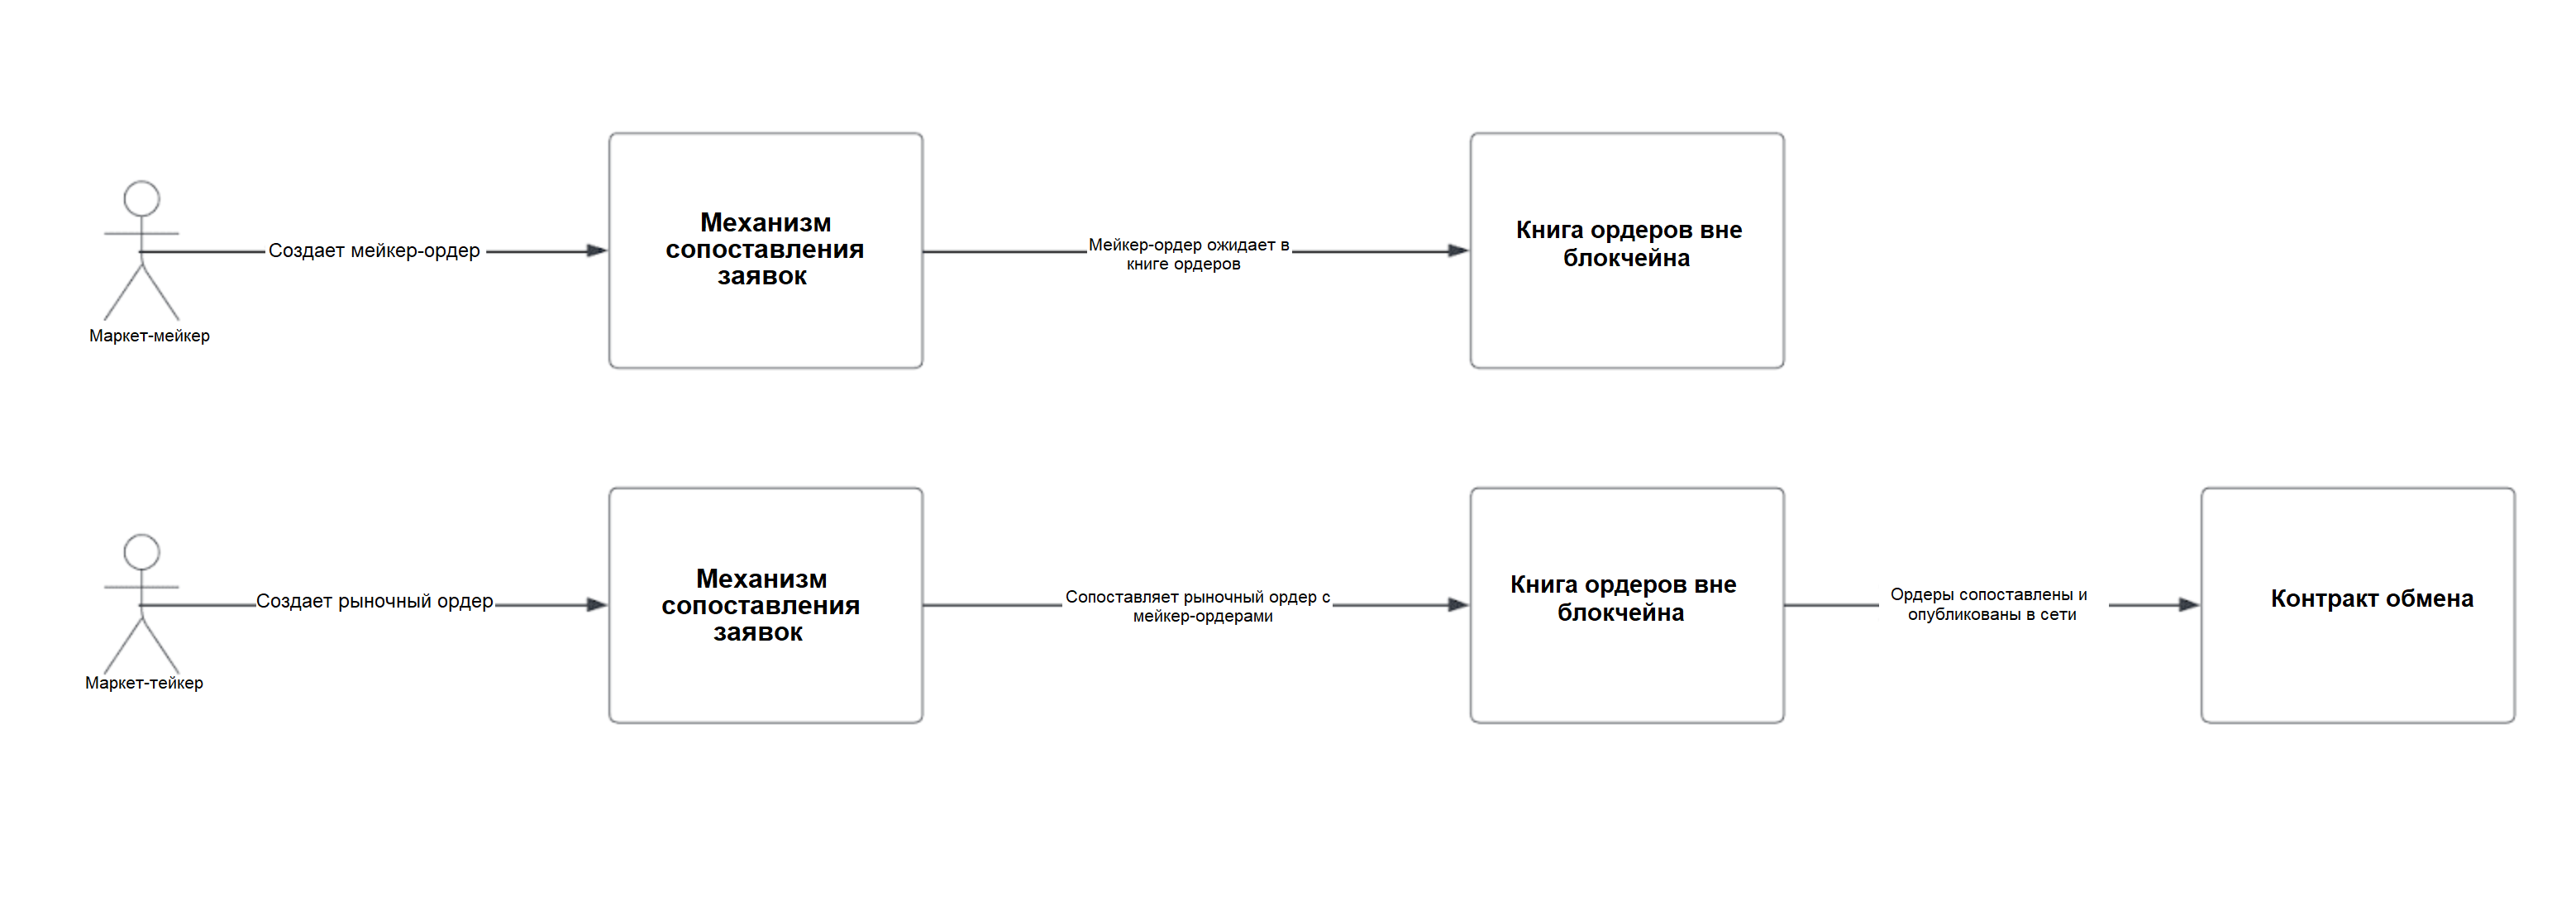 Маркет-мейкер
Создает мейкер-ордер
Механизм
сопоставления
заявок
Мейкер-ордер ожидает в
книге ордеров
Книга ордеров вне
блокчейна
Маркет-тейкер
Создает рыночный ордер
Механизм
сопоставления
заявок
Сопоставляет рыночный ордер с
мейкер-ордерами
Книга ордеров вне
блокчейна
Ордеры сопоставлены и
опубликованы в сети
Контракт обмена